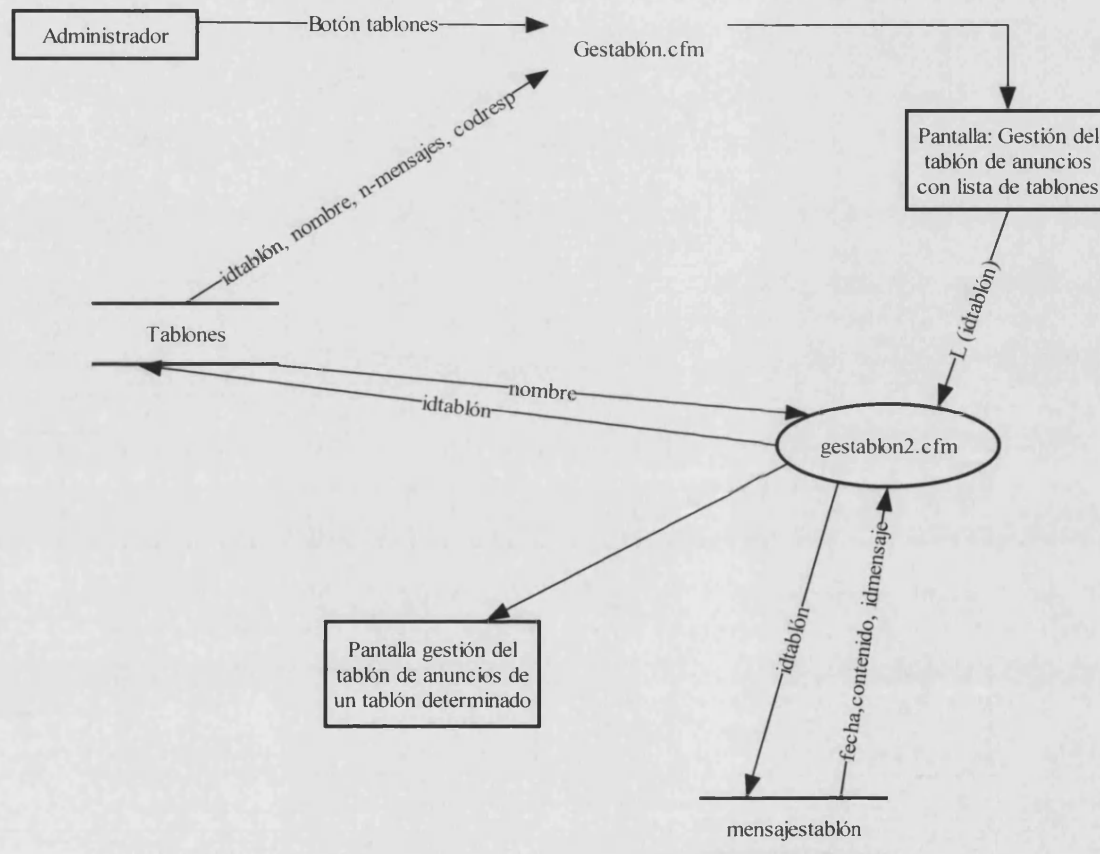 Administrador
Botón tablones
Gestablón.cfm
Pantalla: Gestión del
tablón de anuncios
con lista de tablones
idtablón, nombre, n-mensajes, codresp
L (idtablón)
Tablones
nombre
idtablón
gestablon2.cfm
Pantalla gestión del
tablón de anuncios de
un tablón determinado
idtablón
fecha,contenido, idmensaje
mensajestablón